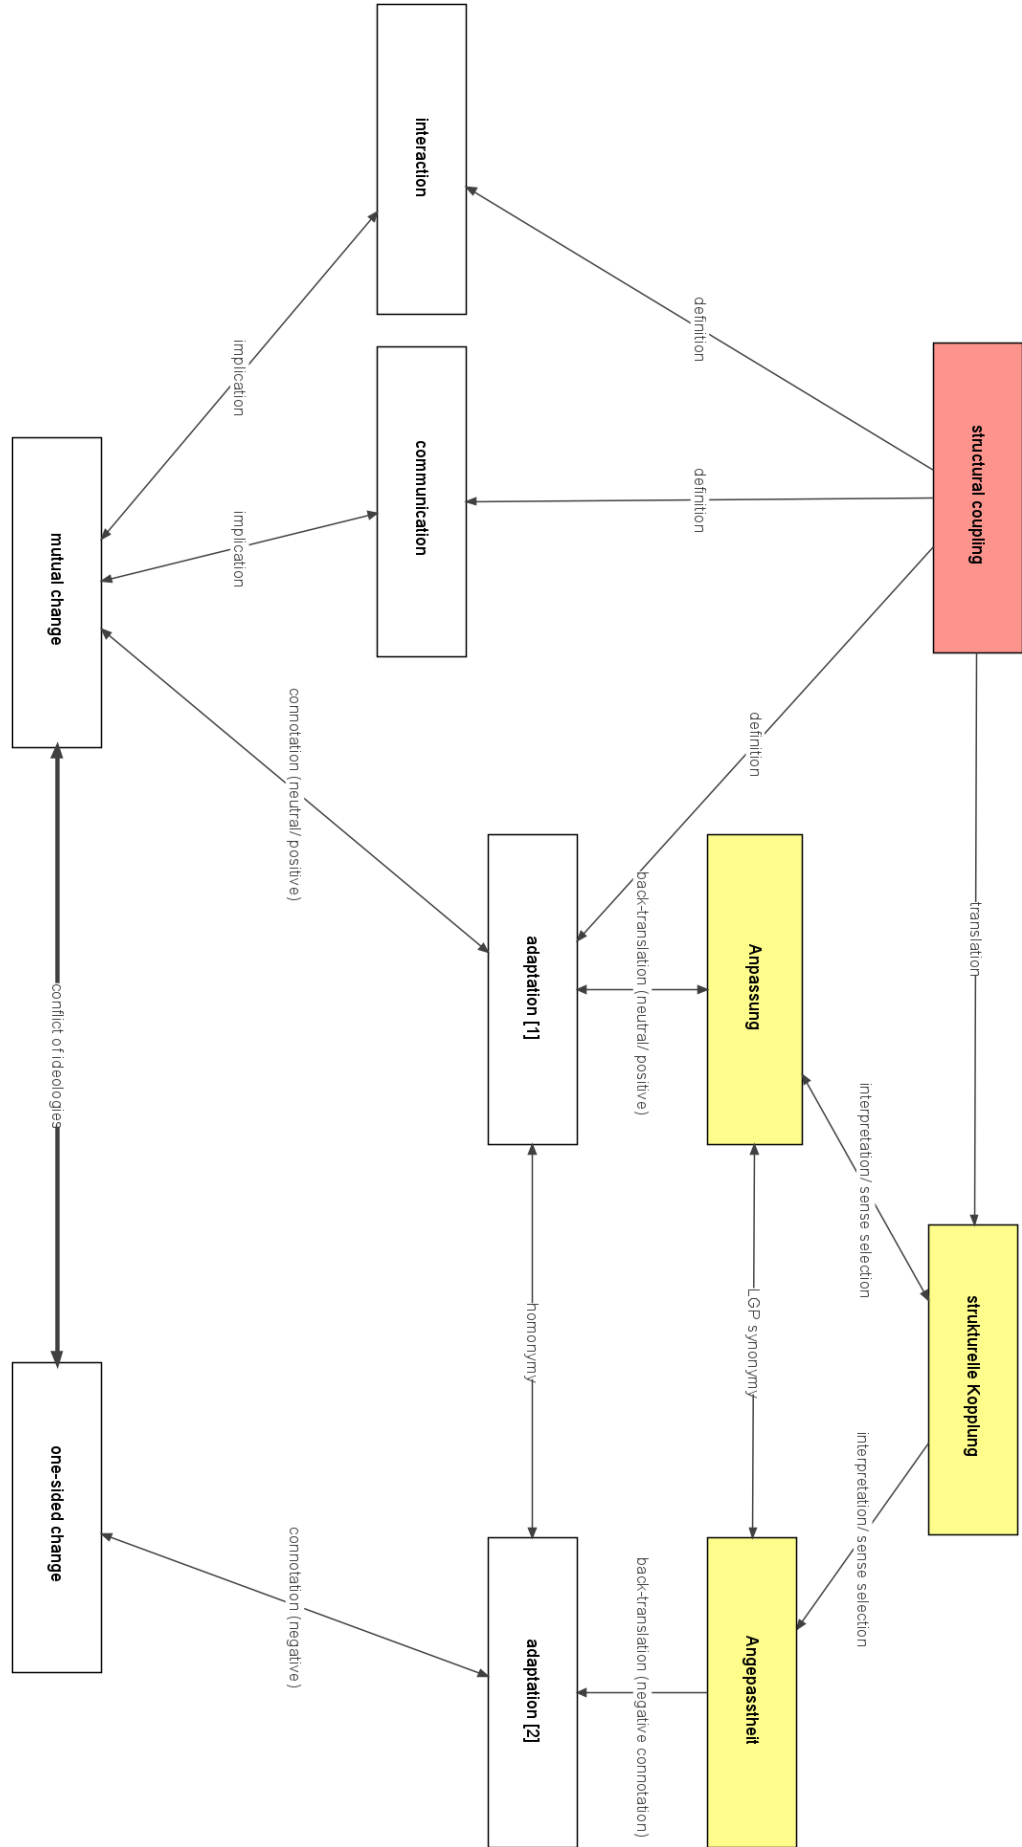 structural coupling
strukturelle Kopplung
translation
interpretation/ sense selection
interpretation/ sense selection
definition
Anpassung
LGP synonymy
Angepasstheit
definition
definition
back-translation (neutral/ positive)
back-translation (negative connotation)
adaptation [1]
homonymy
adaptation [2]
interaction
communication
connotation (neutral/ positive)
connotation (negative)
implication
implication
mutual change
conflict of ideologies
one-sided change